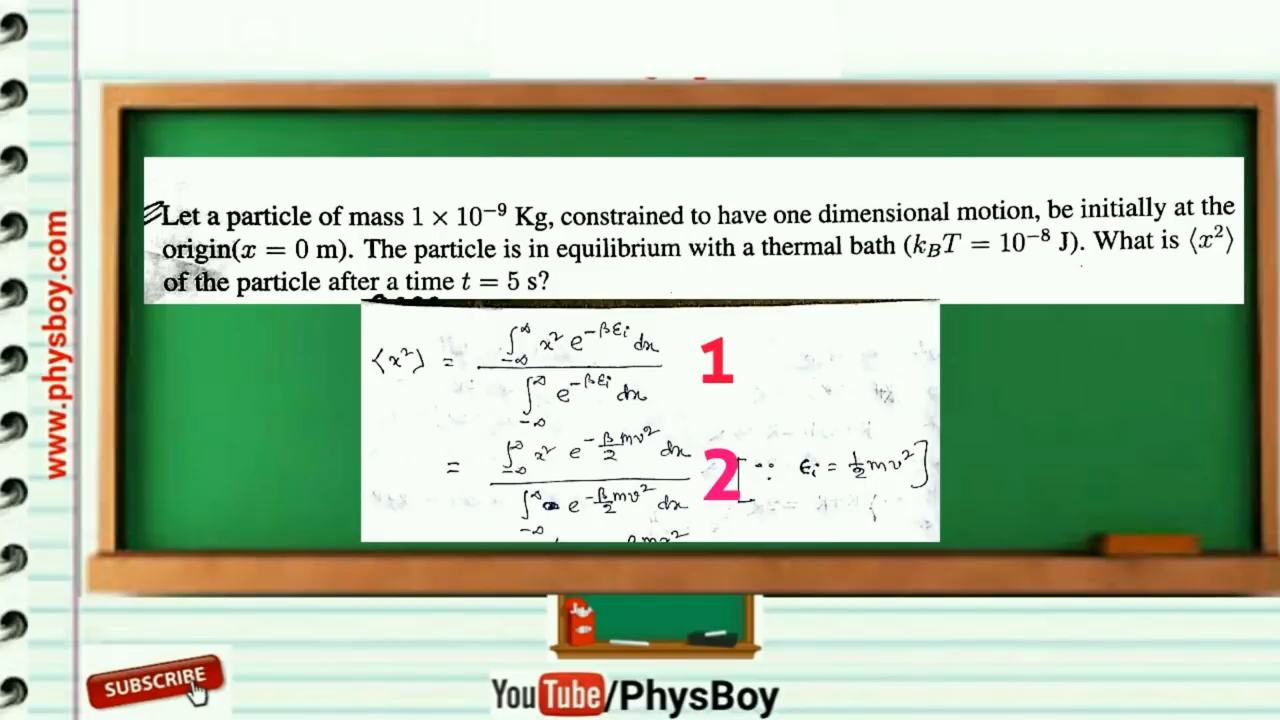 www.physboy.com
Let a particle of mass 1 × 10⁻⁹ Kg, constrained to have one dimensional motion, be initially at the
origin(x = 0 m). The particle is in equilibrium with a thermal bath (k_BT = 10⁻⁸ J). What is ⟨x²⟩
of the particle after a time t = 5 s?
⟨x²⟩ = ∫_{-∞}^{∞} x² e^{-βϵᵢ} dx / ∫_{-∞}^{∞} e^{-βϵᵢ} dx 1
= ∫_{-∞}^{∞} x² e^{-β/2 mv²} dx / ∫_{-∞}^{∞} e^{-β/2 mv²} dx 2 [∵ ϵᵢ = ½mv²]
SUBSCRIBE
YouTube/PhysBoy